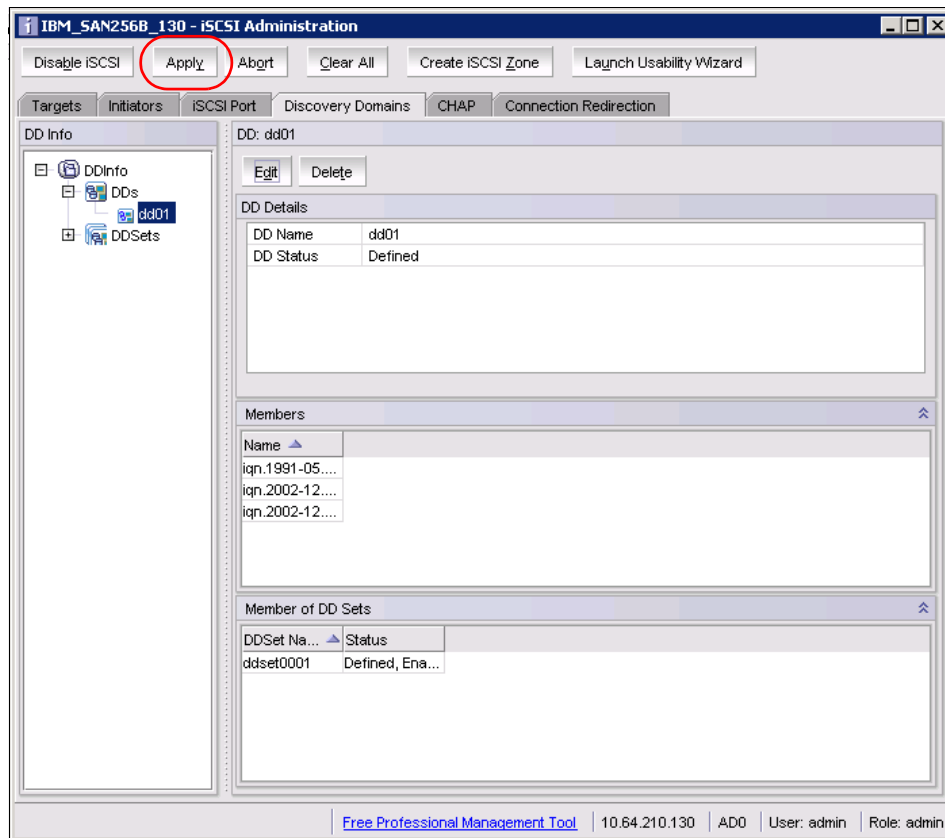 IBM_SAN256B_130 - iSCSI Administration
Disable iSCSI Apply Abort Clear All Create iSCSI Zone Launch Usability Wizard
Targets Initiators iSCSI Port Discovery Domains CHAP Connection Redirection
DD Info
DDInfo
DDs
dd01
DDSets
DD: dd01
Edit Delete
DD Details
DD Name dd01
DD Status Defined
Members
Name
iqn.1991-05....
iqn.2002-12....
iqn.2002-12....
Member of DD Sets
DDSet Na... Status
ddset0001 Defined, Ena...
Free Professional Management Tool 10.64.210.130 AD0 User: admin Role: admin